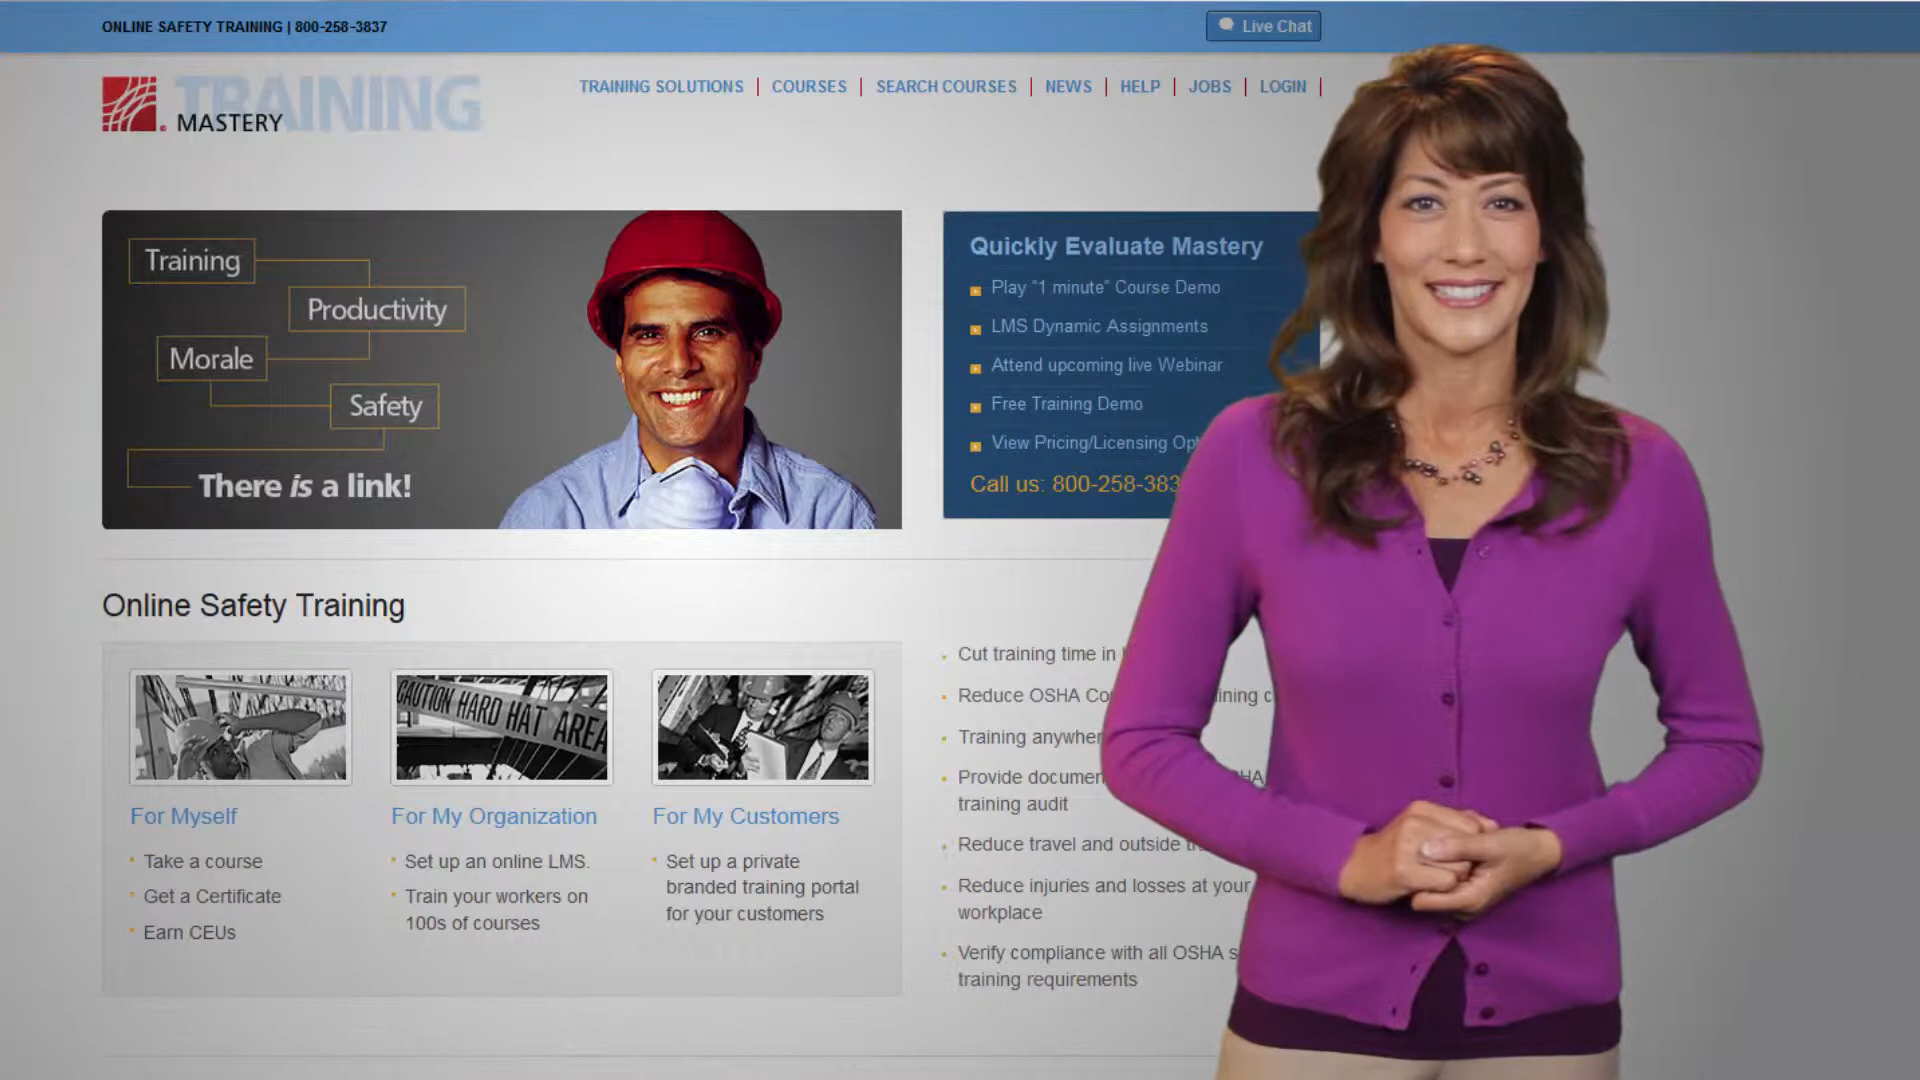 ONLINE SAFETY TRAINING | 800-258-3837
Live Chat
TRAINING
MASTERY
TRAINING SOLUTIONS | COURSES | SEARCH COURSES | NEWS | HELP | JOBS | LOGIN |
Training
Productivity
Morale
Safety
There is a link!
Quickly Evaluate Mastery
Play "1 minute" Course Demo
LMS Dynamic Assignments
Attend upcoming live Webinar
Free Training Demo
View Pricing/Licensing
Call us: 800-258-383
Online Safety Training
CAUTION HARD HAT AREA
For Myself
Take a course
Get a Certificate
Earn CEUs
For My Organization
Set up an online LMS.
Train your workers on
100s of courses
For My Customers
Set up a private
branded training portal
for your customers
Cut training time in
Reduce OSHA
Training
Provide
training audit
Reduce travel and outside
Reduce injuries and losses at your
workplace
Verify compliance with all OSHA
training requirements